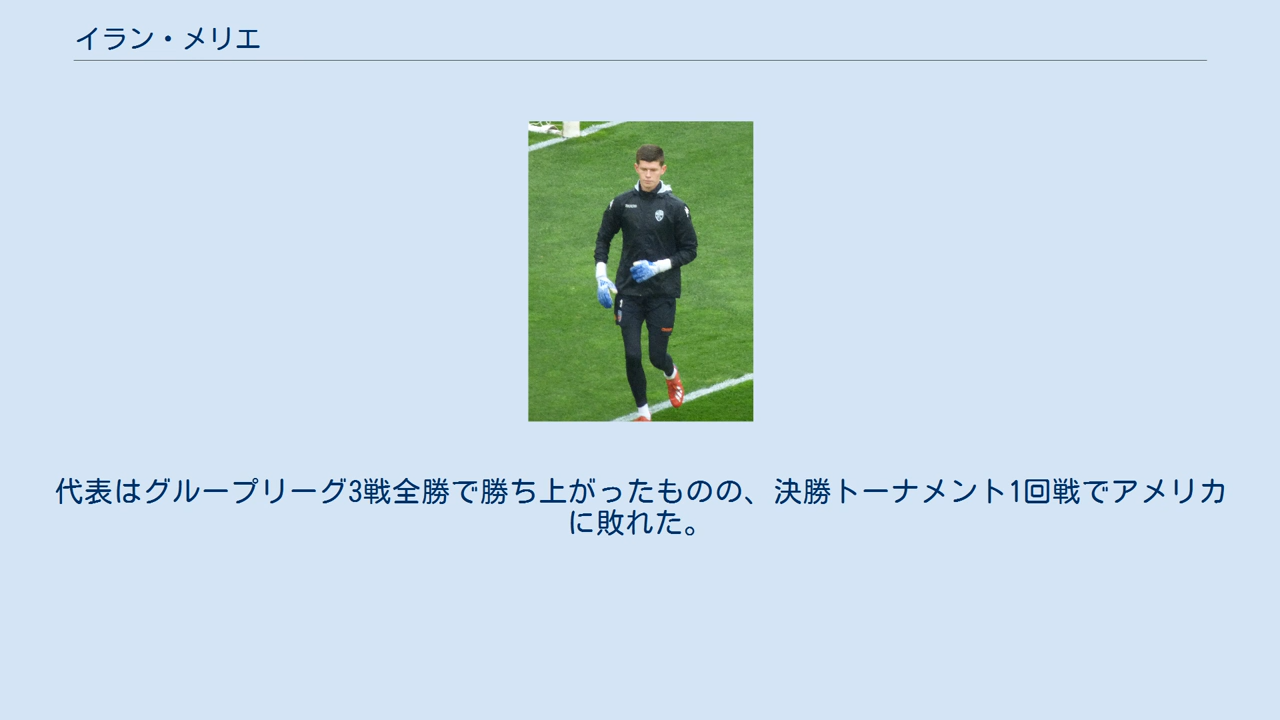 イラン・メリエ
代表はグループリーグ3戦全勝で勝ち上がったものの、決勝トーナメント1回戦でアメリカ
に敗れた。